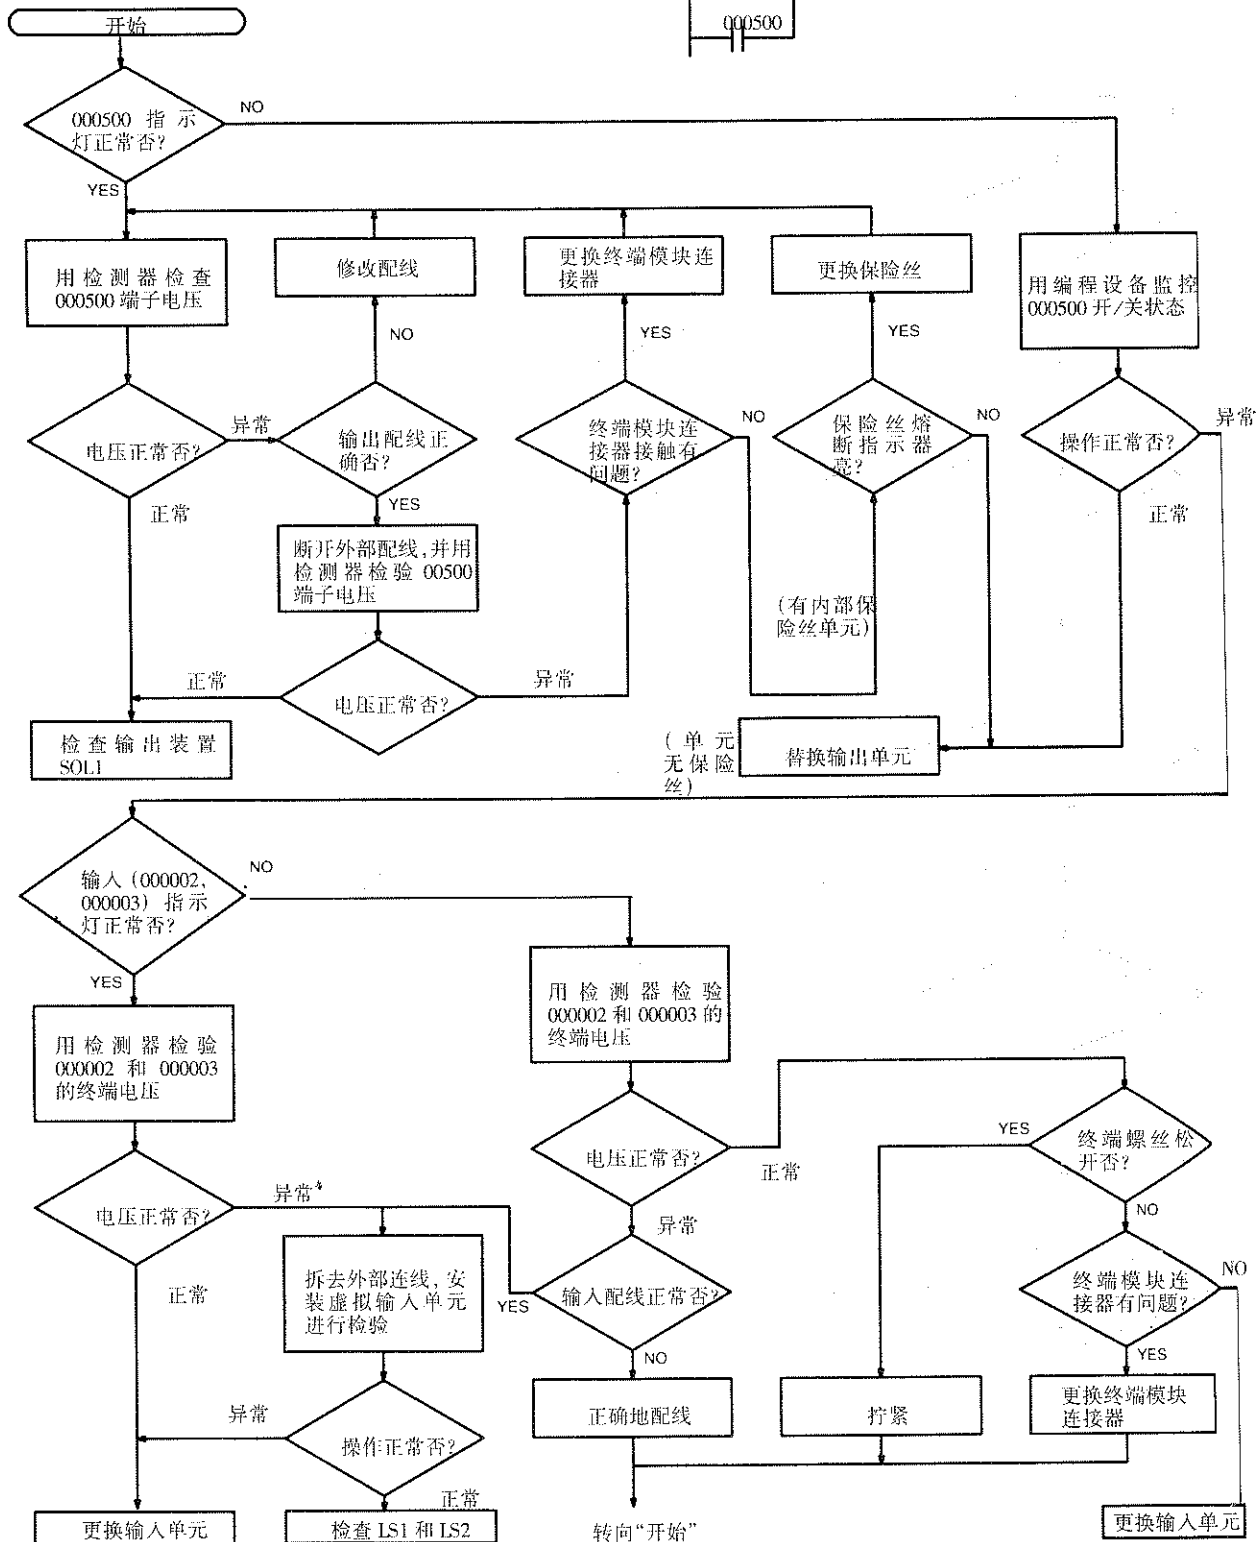 开始
000500
000500 指示
灯正常否?
NO
YES
用检测器检查
000500 端子电压
修改配线
更换终端模块连
接器
更换保险丝
用编程设备监控
000500 开/关状态
NO
YES
YES
电压正常否?
异常
输出配线正
确否?
终端模块连
接器接触有
问题?
NO
保险丝熔
断指示器
亮?
NO
操作正常否?
异常
正常
YES
正常
断开外部配线,并用
检测器检验 00500
端子电压
(有内部保
险丝单元)
正常
电压正常否?
异常
检查输出装置
SOL1
(单元
无保险
丝)
替换输出单元
输入 (000002,
000003) 指示
灯正常否?
NO
YES
用检测器检验
000002 和 000003
的终端电压
用检测器检验
000002 和 000003 的
终端电压
电压正常否?
异常*
正常
电压正常否?
正常
异常
YES
终端螺丝松
开否?
NO
拆去外部连线, 安
装虚拟输入单元
进行检验
YES
输入配线正常否?
NO
终端模块连
接器有问题?
NO
YES
异常
操作正常否?
正常
正确地配线
拧紧
更换终端模块
连接器
更换输入单元
检查 LS1 和 LS2
转向“开始”
更换输入单元